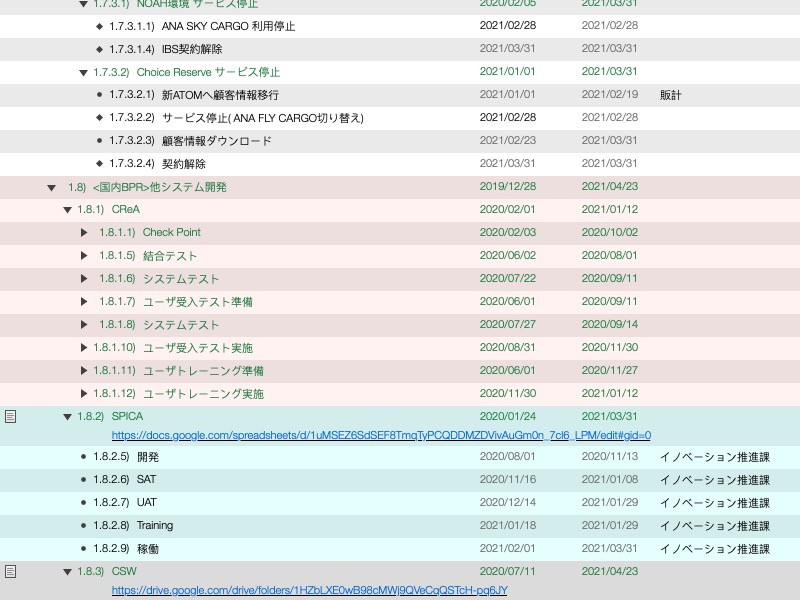 1.7.3.1) NOAH環境 サービス停止 2020/02/05 2021/03/31
1.7.3.1.1) ANA SKY CARGO 利用停止 2021/02/28 2021/02/28
1.7.3.1.4) IBS契約解除 2021/03/31 2021/03/31
1.7.3.2) Choice Reserve サービス停止 2021/01/01 2021/03/31
1.7.3.2.1) 新ATOMへ顧客情報移行 2021/01/01 2021/02/19 販計
1.7.3.2.2) サービス停止( ANA FLY CARGO切り替え) 2021/02/28 2021/02/28
1.7.3.2.3) 顧客情報ダウンロード 2021/02/23 2021/03/31
1.7.3.2.4) 契約解除 2021/03/31 2021/03/31
1.8) <国内BPR>他システム開発 2019/12/28 2021/04/23
1.8.1) CReA 2020/02/01 2021/01/12
1.8.1.1) Check Point 2020/02/03 2020/10/02
1.8.1.5) 結合テスト 2020/06/02 2020/08/01
1.8.1.6) システムテスト 2020/07/22 2020/09/11
1.8.1.7) ユーザ受入テスト準備 2020/06/01 2020/09/11
1.8.1.8) システムテスト 2020/07/27 2020/09/14
1.8.1.10) ユーザ受入テスト実施 2020/08/31 2020/11/30
1.8.1.11) ユーザトレーニング準備 2020/06/01 2020/11/27
1.8.1.12) ユーザトレーニング実施 2020/11/30 2021/01/12
1.8.2) SPICA 2020/01/24 2021/03/31
https://docs.google.com/spreadsheets/d/1uMSEZ6SdSEF8TmqTyPCQDDMZDVivAuGm0n_7cI6_LPM/edit#gid=0
1.8.2.5) 開発 2020/08/01 2020/11/13 イノベーション推進課
1.8.2.6) SAT 2020/11/16 2021/01/08 イノベーション推進課
1.8.2.7) UAT 2020/12/14 2021/01/29 イノベーション推進課
1.8.2.8) Training 2021/01/18 2021/01/29 イノベーション推進課
1.8.2.9) 稼働 2021/02/01 2021/03/31 イノベーション推進課
1.8.3) CSW 2020/07/11 2021/04/23
https://drive.google.com/drive/folders/1HZbLXE0wB98cMWj9QVeCqQSTcH-pq6JY